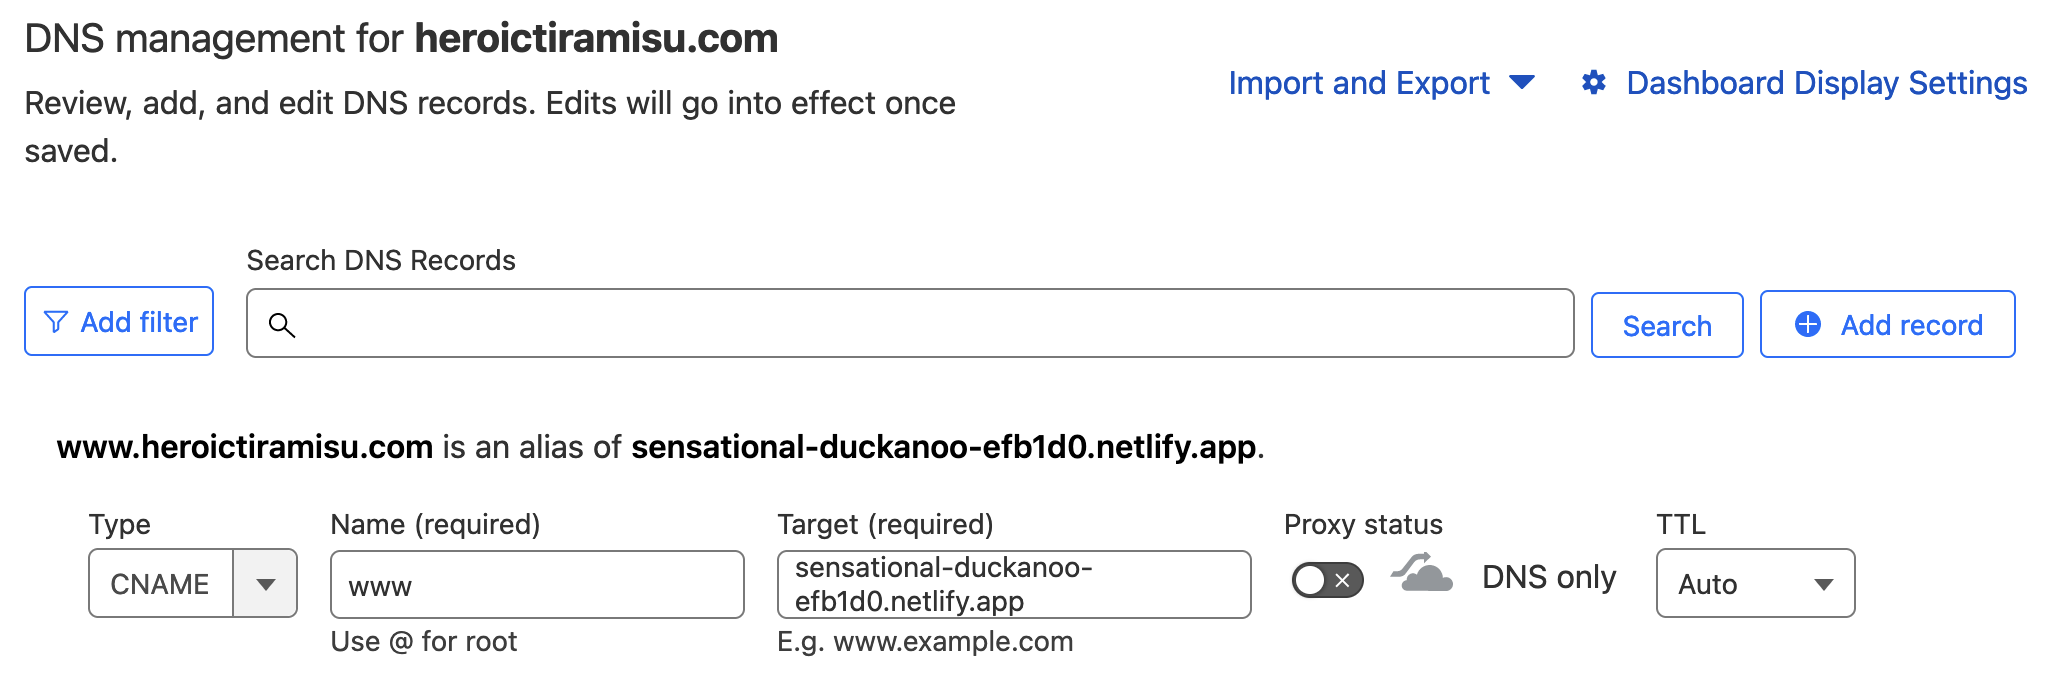 DNS management for heroictiramisu.com
Review, add, and edit DNS records. Edits will go into effect once
saved.
Import and Export
Dashboard Display Settings
Search DNS Records
Add filter
Search
Add record
www.heroictiramisu.com is an alias of sensational-duckanoo-efb1d0.netlify.app.
Type
Name (required)
Target (required)
Proxy status
TTL
CNAME
www
sensational-duckanoo-
efb1d0.netlify.app
DNS only
Auto
Use @ for root
E.g. www.example.com